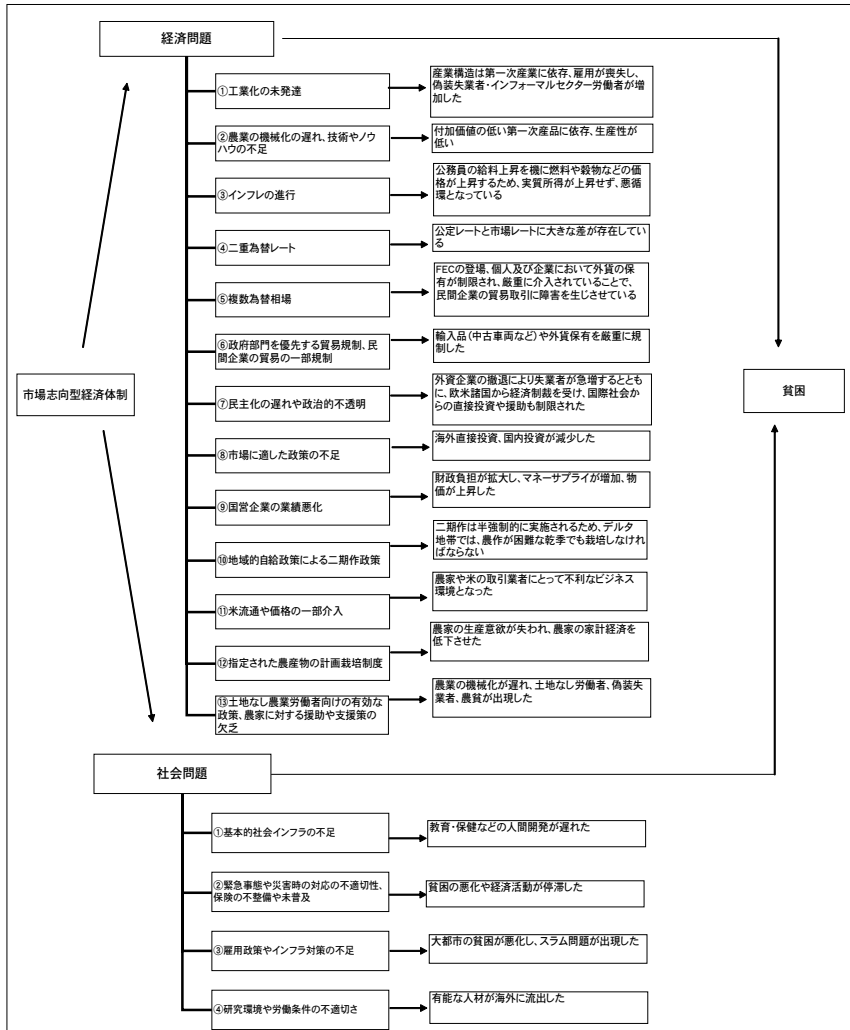 経済問題
①工業化の未発達
産業構造は第一次産業に依存、雇用が喪失し、
偽装失業者・インフォーマルセクター労働者が増
加した
②農業の機械化の遅れ、技術やノウ
ハウの不足
付加価値の低い第一次産品に依存、生産性が
低い
③インフレの進行
公務員の給料上昇を機に燃料や穀物などの価
格が上昇するため、実質所得が上昇せず、悪循
環となっている
④二重為替レート
公定レートと市場レートに大きな差が存在してい
る
⑤複数為替相場
FECの登場、個人及び企業において外貨の保
有が制限され、厳重に介入されていることで、
民間企業の貿易取引に障害を生じさせている
⑥政府部門を優先する貿易規制、民
間企業の貿易の一部規制
輸入品(中古車両など)や外貨保有を厳重に規
制した
市場志向型経済体制
貧困
⑦民主化の遅れや政治的不透明
外資企業の撤退により失業者が急増するととも
に、欧米諸国から経済制裁を受け、国際社会か
らの直接投資や援助も制限された
⑧市場に適した政策の不足
海外直接投資、国内投資が減少した
⑨国営企業の業績悪化
財政負担が拡大し、マネーサプライが増加、物
価が上昇した
⑩地域的自給政策による二期作政策
二期作は半強制的に実施されるため、デルタ
地帯では、農作が困難な乾季でも栽培しなけれ
ばならない
⑪米流通や価格の一部介入
農家や米の取引業者にとって不利なビジネス
環境となった
⑫指定された農産物の計画栽培制度
農家の生産意欲が失われ、農家の家計経済を
低下させた
⑬土地なし農業労働者向けの有効な
政策、農家に対する援助や支援策の
欠乏
農業の機械化が遅れ、土地なし労働者、偽装失
業者、農貧が出現した
社会問題
①基本的社会インフラの不足
教育・保健などの人間開発が遅れた
②緊急事態や災害時の対応の不適切性、
保険の不整備や未普及
貧困の悪化や経済活動が停滞した
③雇用政策やインフラ対策の不足
大都市の貧困が悪化し、スラム問題が出現した
④研究環境や労働条件の不適切さ
有能な人材が海外に流出した